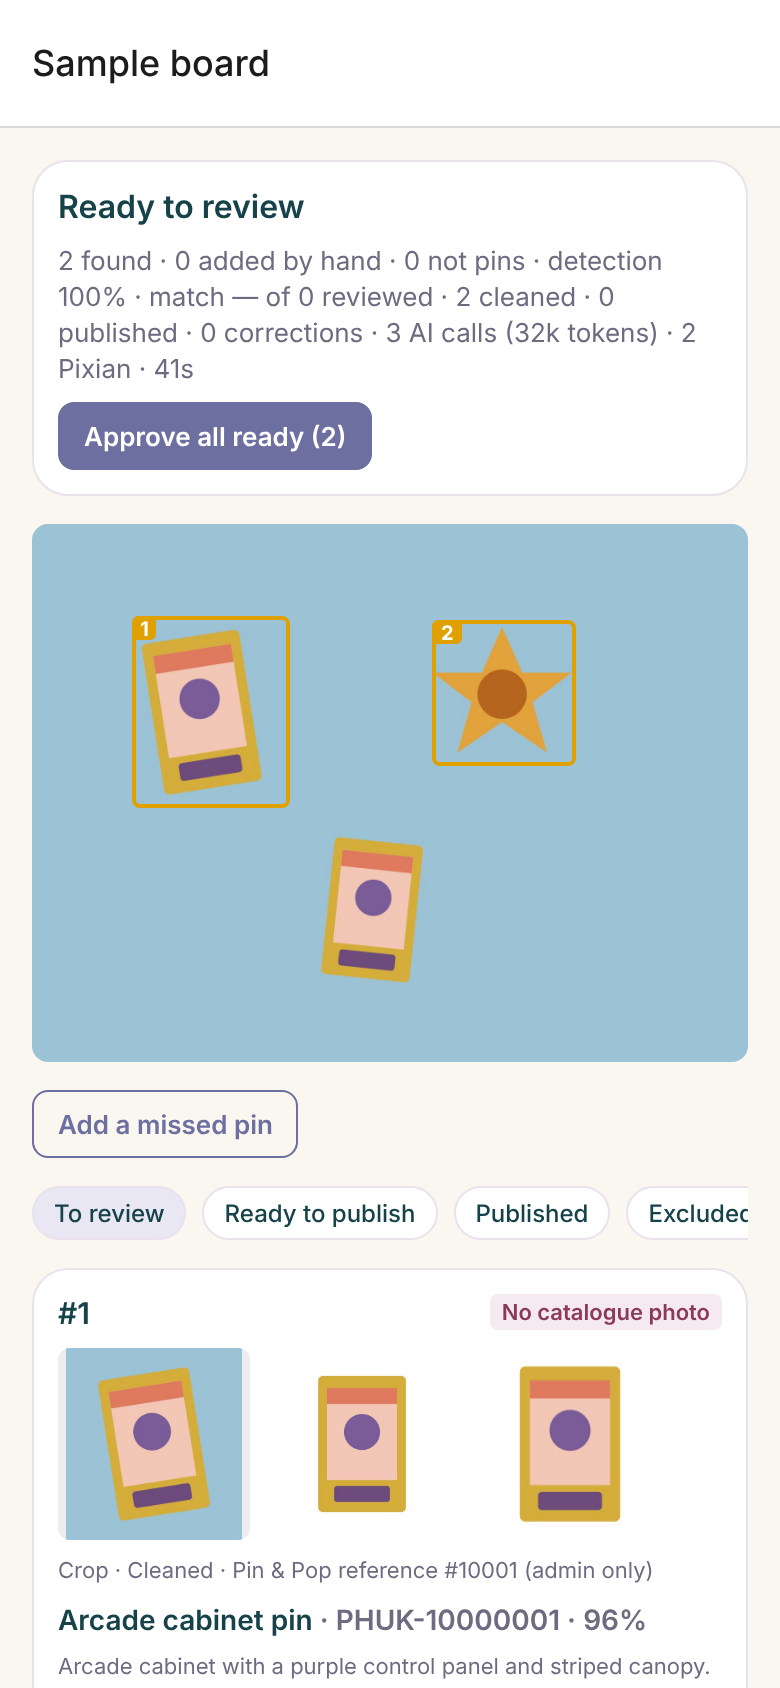 Sample board
Ready to review
2 found · 0 added by hand · 0 not pins · detection
100% · match — of 0 reviewed · 2 cleaned · 0
published · 0 corrections · 3 AI calls (32k tokens) · 2
Pixian · 41s
Approve all ready (2)
1
2
Add a missed pin
To review
Ready to publish
Published
Excluded
#1
No catalogue photo
Crop · Cleaned · Pin & Pop reference #10001 (admin only)
Arcade cabinet pin · PHUK-10000001 · 96%
Arcade cabinet with a purple control panel and striped canopy.